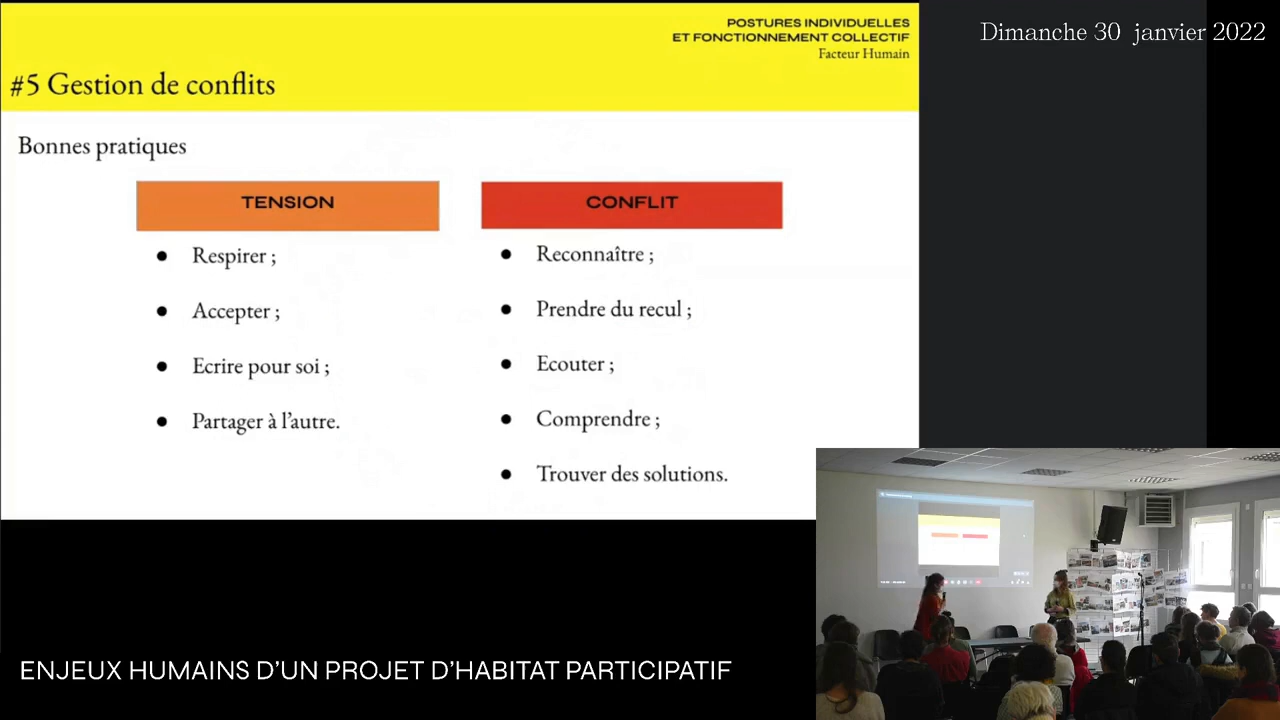 POSTURES INDIVIDUELLES
ET FONCTIONNEMENT COLLECTIF
Facteur Humain
Dimanche 30 janvier 2022
#5 Gestion de conflits
Bonnes pratiques
TENSION
● Respirer ;
● Accepter ;
● Ecrire pour soi ;
● Partager à l'autre.
CONFLIT
● Reconnaître ;
● Prendre du recul ;
● Ecouter ;
● Comprendre ;
● Trouver des solutions.
ENJEUX HUMAINS D'UN PROJET D'HABITAT PARTICIPATIF